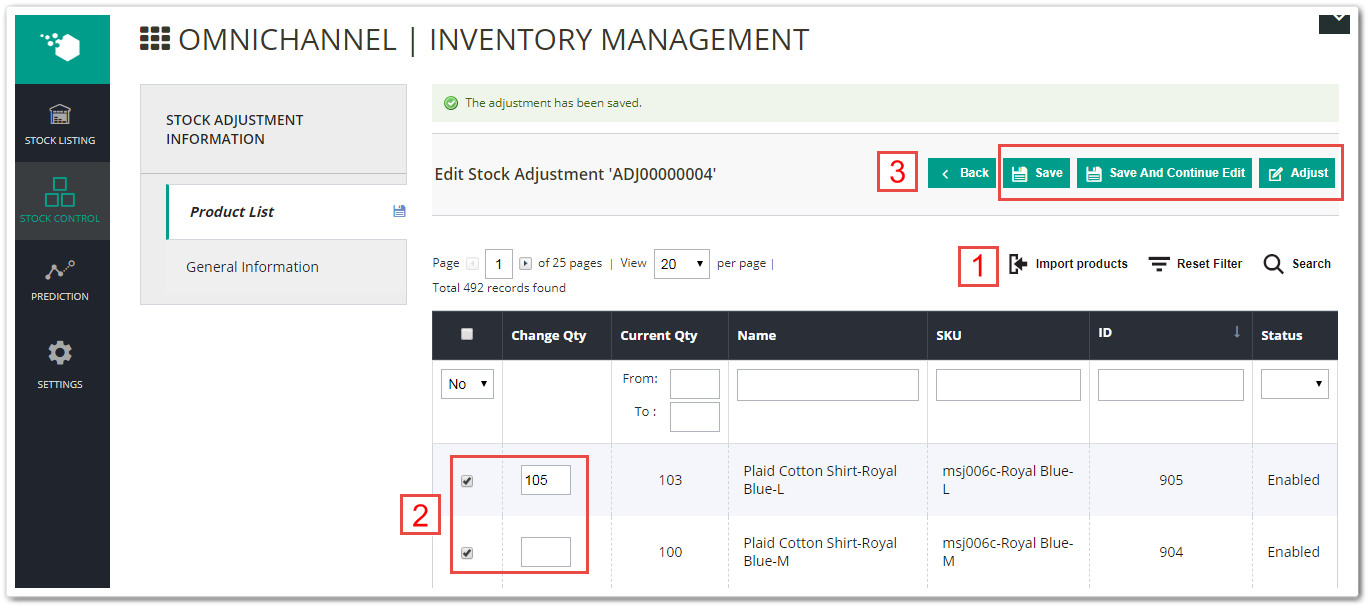 OMNICHANNEL | INVENTORY MANAGEMENT
STOCK LISTING
STOCK CONTROL
PREDICTION
SETTINGS
STOCK ADJUSTMENT
INFORMATION
Product List
General Information
The adjustment has been saved.
Edit Stock Adjustment 'ADJ00000004'
3
Back
Save
Save And Continue Edit
Adjust
Page 1 of 25 pages | View 20 per page |
Total 492 records found
1
Import products
Reset Filter
Search
Change Qty
Current Qty
Name
SKU
ID
Status
No
From:
To :
2
105
103
Plaid Cotton Shirt-Royal
Blue-L
msj006c-Royal Blue-
L
905
Enabled
100
Plaid Cotton Shirt-Royal
Blue-M
msj006c-Royal Blue-
M
904
Enabled